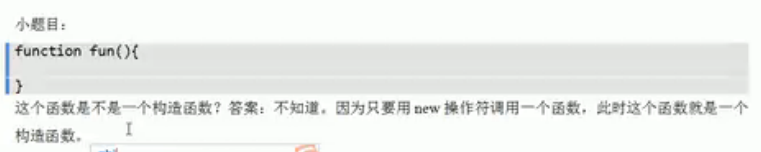 小题目：
function fun(){
}
这个函数是不是一个构造函数？答案：不知道。因为只要用 new 操作符调用一个函数，此时这个函数就是一个
构造函数。